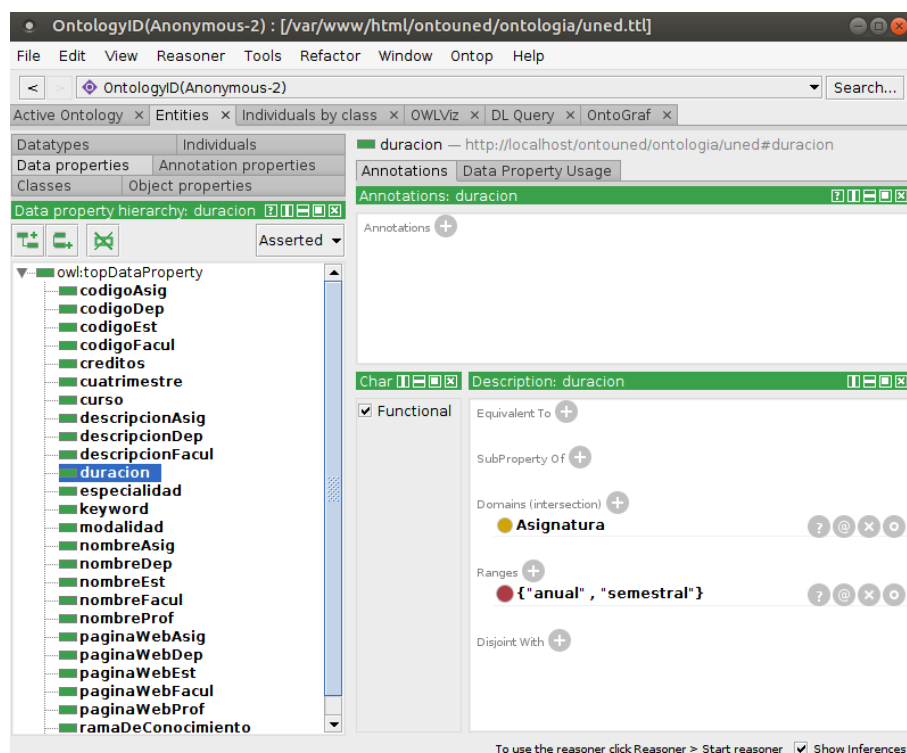 OntologyID(Anonymous-2) : [/var/www/html/ontouned/ontologia/uned.ttl]
File Edit View Reasoner Tools Refactor Window Ontop Help
< > OntologyID(Anonymous-2) Search...
Active Ontology × Entities × Individuals by class × OWLViz × DL Query × OntoGraf ×
Datatypes Individuals
Data properties Annotation properties
Classes Object properties
Data property hierarchy: duracion
Asserted
owl:topDataProperty
codigoAsig
codigoDep
codigoEst
codigoFacul
creditos
cuatrimestre
curso
descripcionAsig
descripcionDep
descripcionFacul
duracion
especialidad
keyword
modalidad
nombreAsig
nombreDep
nombreEst
nombreFacul
nombreProf
paginaWebAsig
paginaWebDep
paginaWebEst
paginaWebFacul
paginaWebProf
ramaDeConocimiento
duracion — http://localhost/ontouned/ontologia/uned#duracion
Annotations Data Property Usage
Annotations: duracion
Annotations
Char
Functional
Description: duracion
Equivalent To
SubProperty Of
Domains (intersection)
Asignatura
Ranges
{"anual" , "semestral"}
Disjoint With
To use the reasoner click Reasoner > Start reasoner Show Inferences